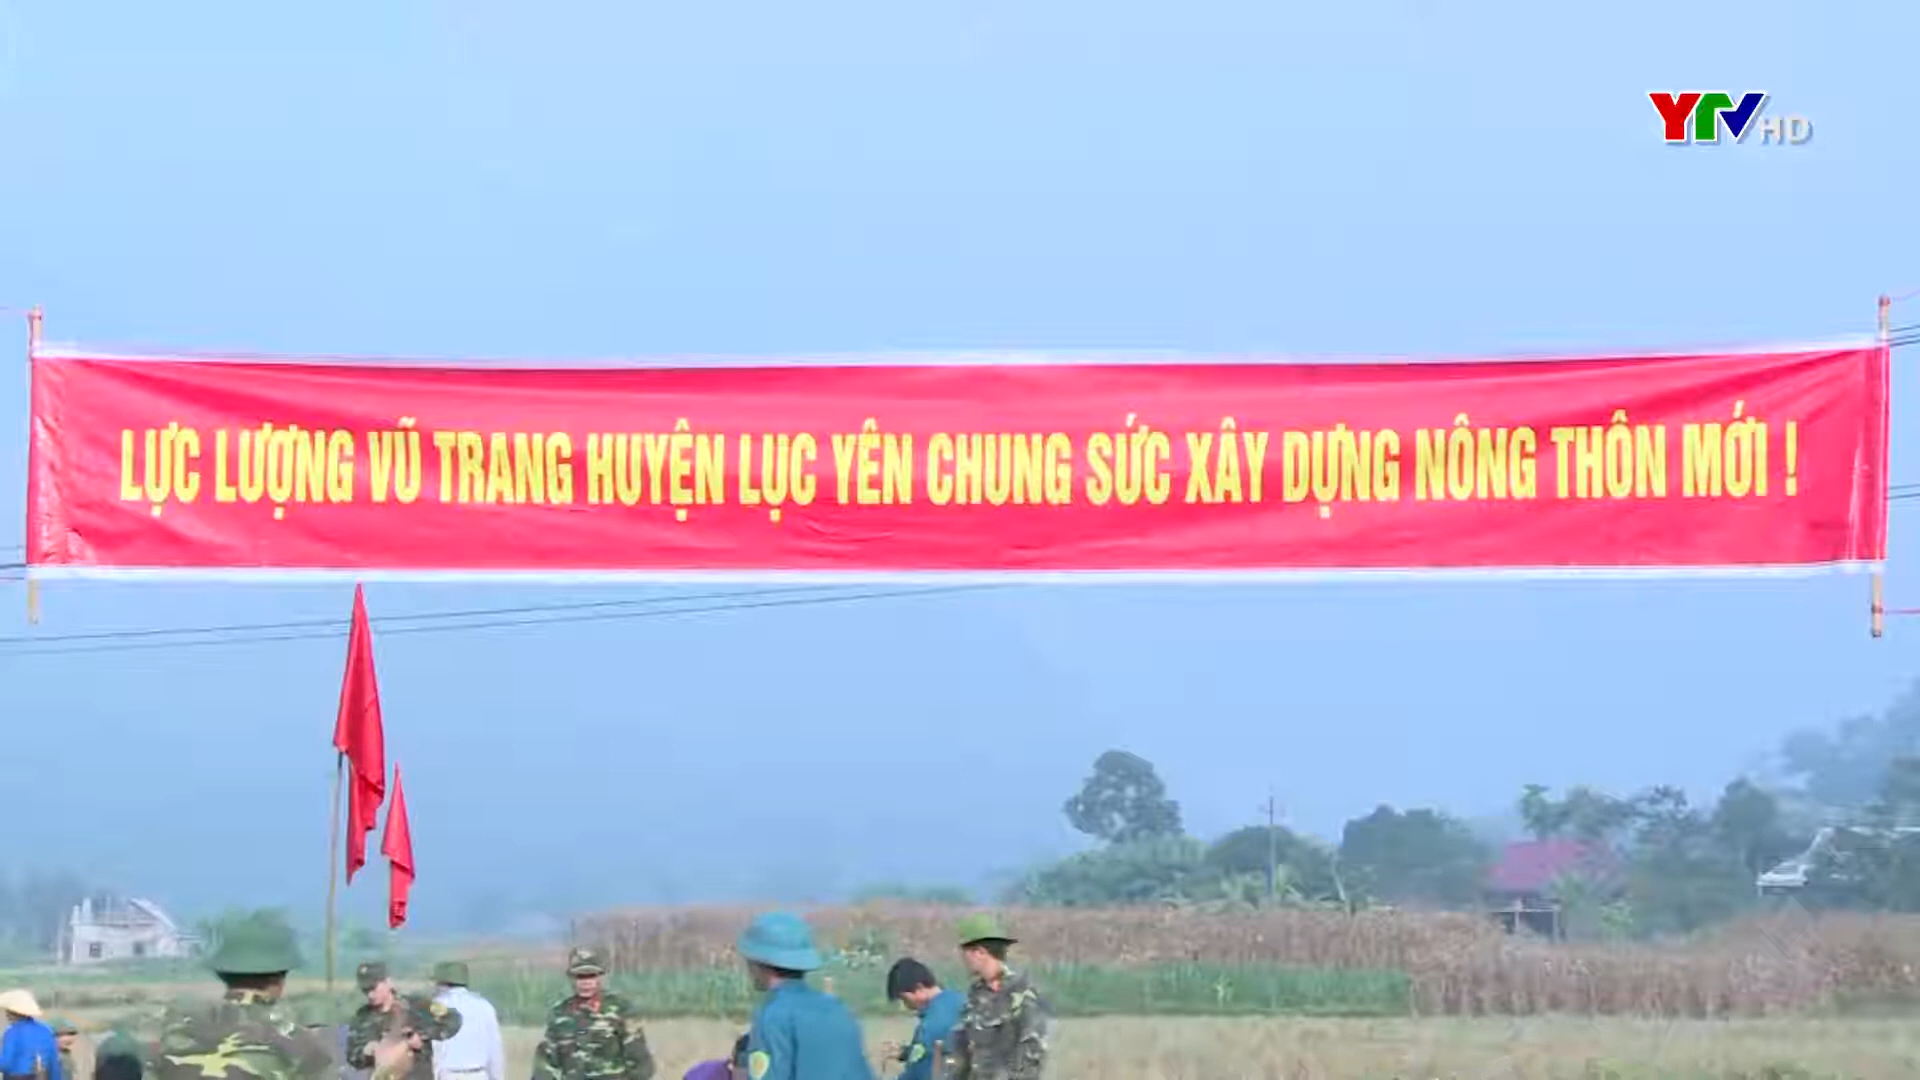 YTV HD
LỰC LƯỢNG VŨ TRANG HUYỆN LỤC YÊN CHUNG SỨC XÂY DỰNG NÔNG THÔN MỚI !